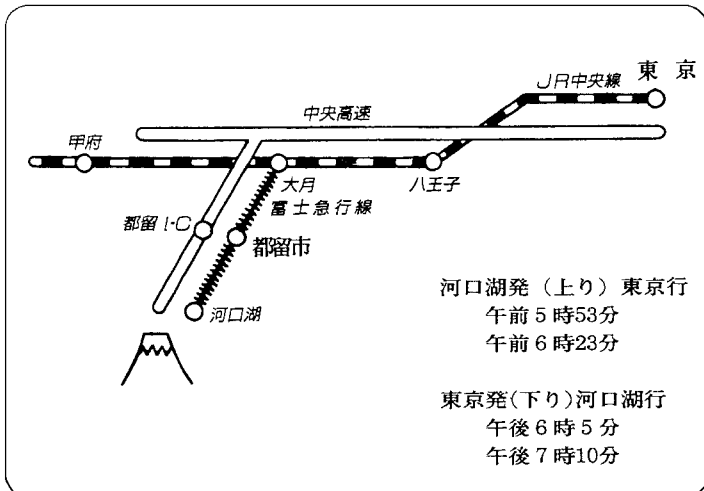 東京
JR中央線
中央高速
甲府
大月
八王子
富士急行線
都留I・C
都留市
河口湖
河口湖発(上り)東京行
午前5時53分
午前6時23分
東京発(下り)河口湖行
午後6時5分
午後7時10分